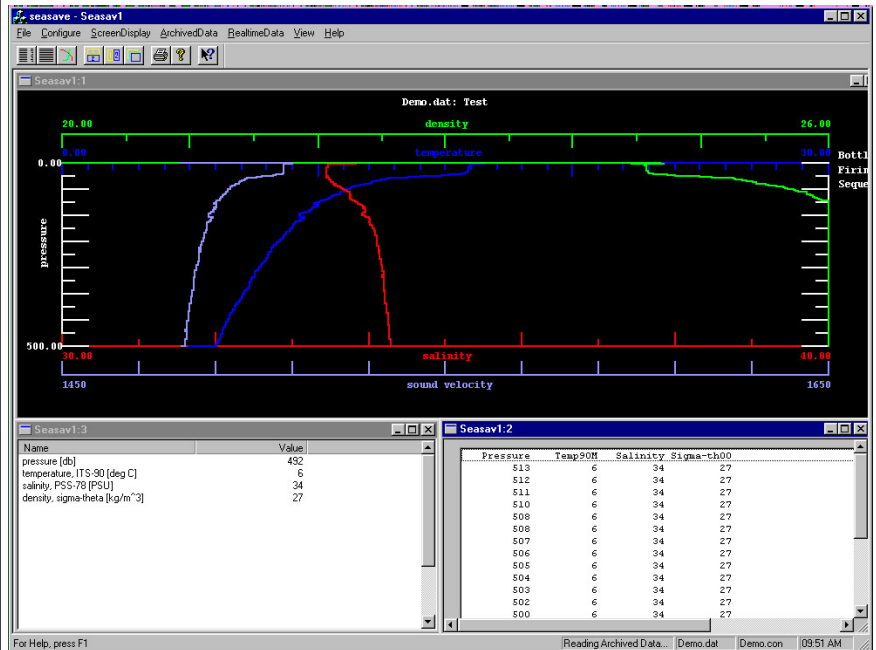 seasave - Seasav1
File Configure ScreenDisplay ArchivedData RealtimeData View Help
Seasav1:1
Demo.dat: Test
20.00 density 26.00
0.00 temperature 30.00
0.00
pressure
500.00
Bottl
Firin
Seque
30.00 salinity 40.00
1450 sound velocity 1650
Seasav1:3
Name Value
pressure [db] 492
temperature, ITS-90 [deg C] 6
salinity, PSS-78 [PSU] 34
density, sigma-theta [kg/m^3] 27
Seasav1:2
Pressure Temp90M Salinity Sigma-th00
513 6 34 27
512 6 34 27
511 6 34 27
510 6 34 27
508 6 34 27
508 6 34 27
507 6 34 27
506 6 34 27
505 6 34 27
504 6 34 27
503 6 34 27
502 6 34 27
500 6 34 27
For Help, press F1
Reading Archived Data... Demo.dat Demo.con 09:51 AM